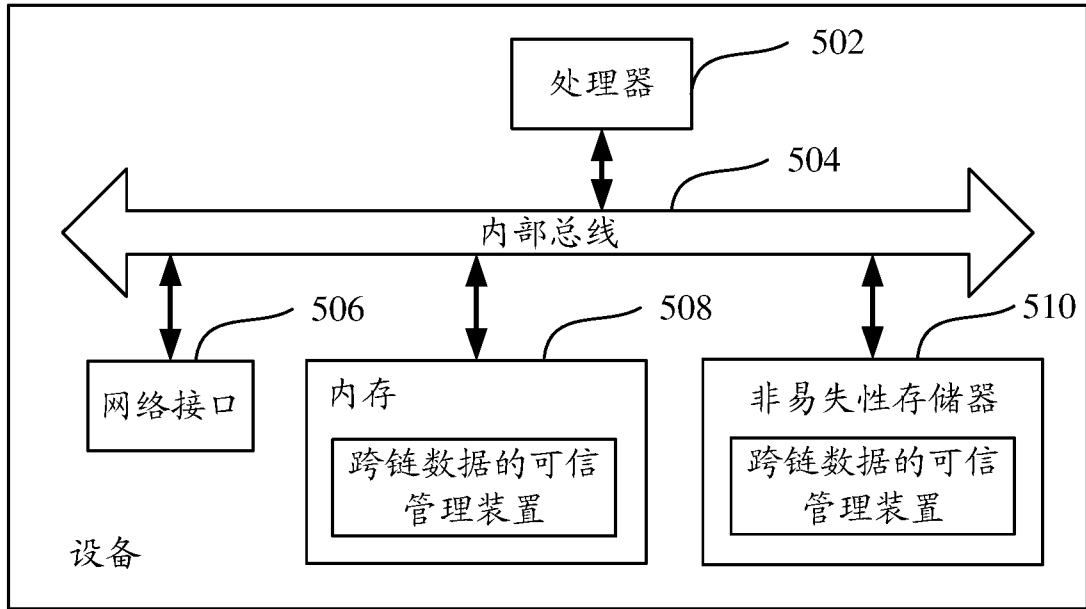 502
处理器
504
内部总线
506
508
510
网络接口
内存
非易失性存储器
跨链数据的可信
管理装置
跨链数据的可信
管理装置
设备